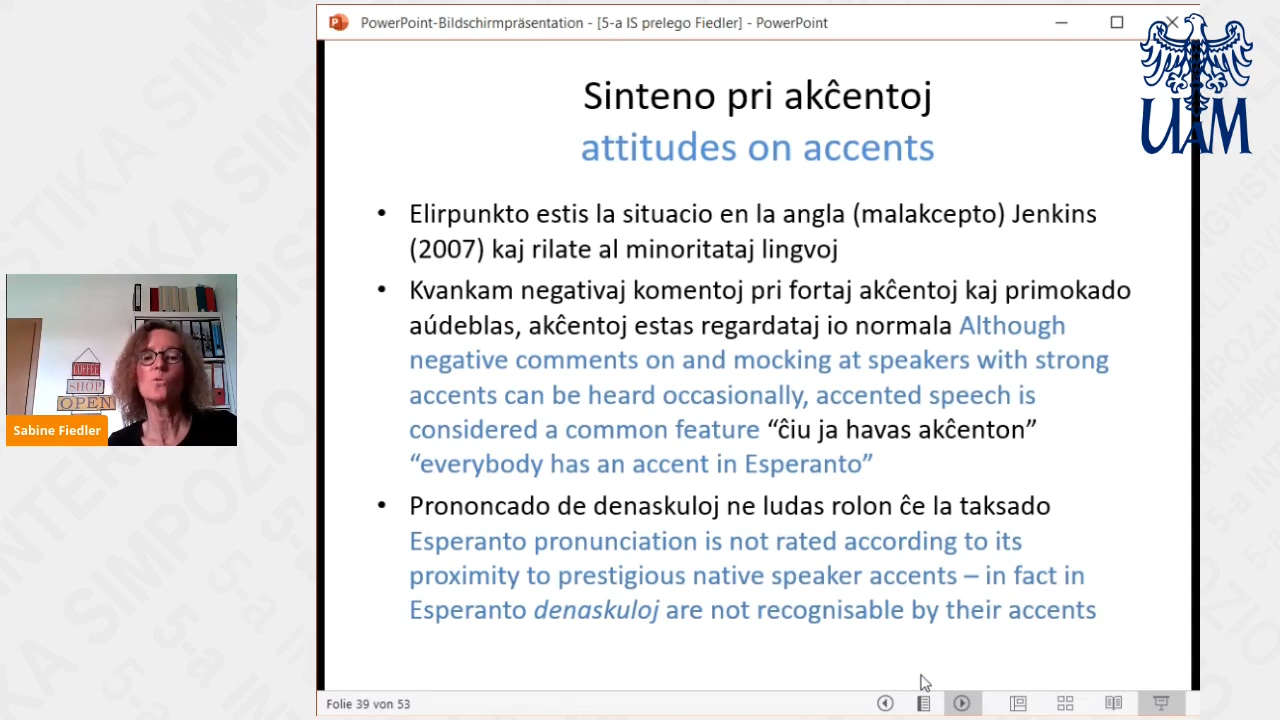 PowerPoint-Bildschirmpräsentation - [5-a IS prelego Fiedler] - PowerPoint
UAM
Sinteno pri akĉentoj
attitudes on accents
• Elirpunkto estis la situacio en la angla (malakcepto) Jenkins
(2007) kaj rilate al minoritataj lingvoj
• Kvankam negativaj komentoj pri fortaj akĉentoj kaj primokado
aúdeblas, akĉentoj estas regardataj io normala Although
negative comments on and mocking at speakers with strong
accents can be heard occasionally, accented speech is
considered a common feature “ĉiu ja havas akĉenton”
“everybody has an accent in Esperanto”
• Prononcado de denaskuloj ne ludas rolon ĉe la taksado
Esperanto pronunciation is not rated according to its
proximity to prestigious native speaker accents – in fact in
Esperanto denaskuloj are not recognisable by their accents
COFFEE
SHOP
OPEN
Sabine Fiedler
Folie 39 von 53